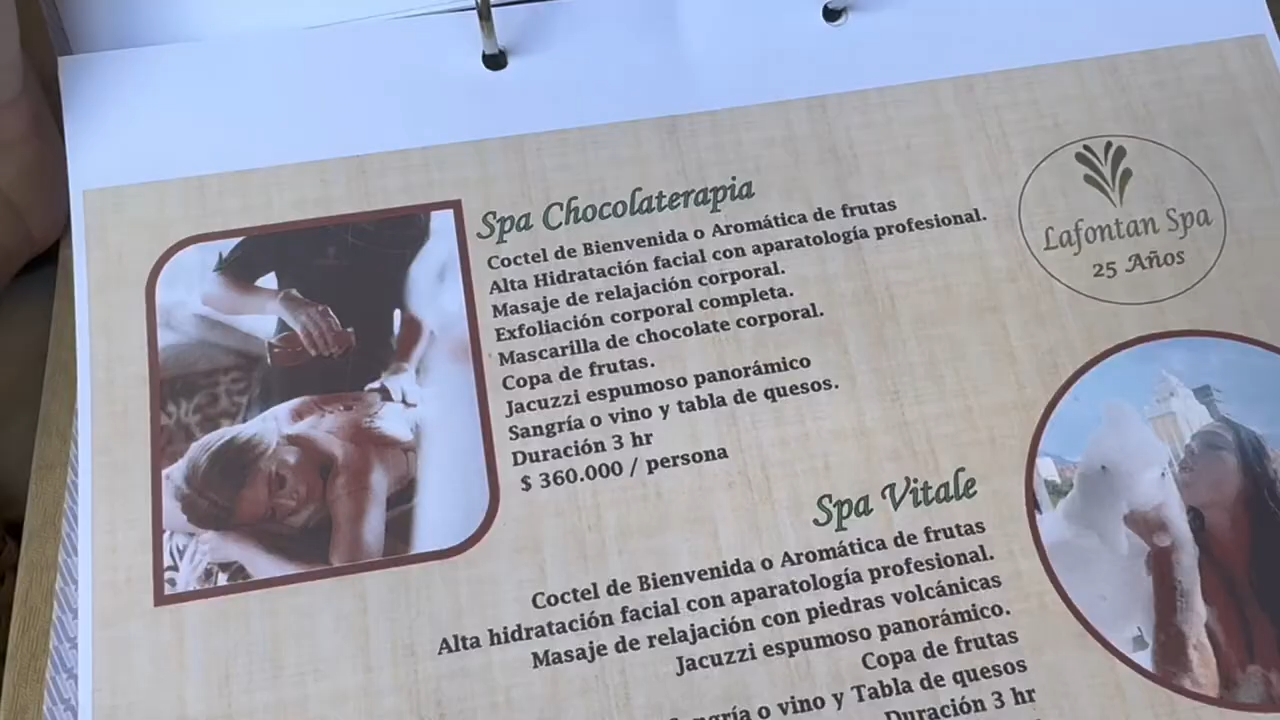 Spa Chocolaterapia
Coctel de Bienvenida o Aromática de frutas
Alta Hidratación facial con aparatología profesional.
Masaje de relajación corporal.
Exfoliación corporal completa.
Mascarilla de chocolate corporal.
Copa de frutas.
Jacuzzi espumoso panorámico
Sangría o vino y tabla de quesos.
Duración 3 hr
$ 360.000 / persona
Lafontan Spa
25 Años
Spa Vitale
Coctel de Bienvenida o Aromática de frutas
Alta hidratación facial con aparatología profesional.
Masaje de relajación con piedras volcánicas
Jacuzzi espumoso panorámico.
Copa de frutas
o vino y Tabla de quesos
Duración 3 hr